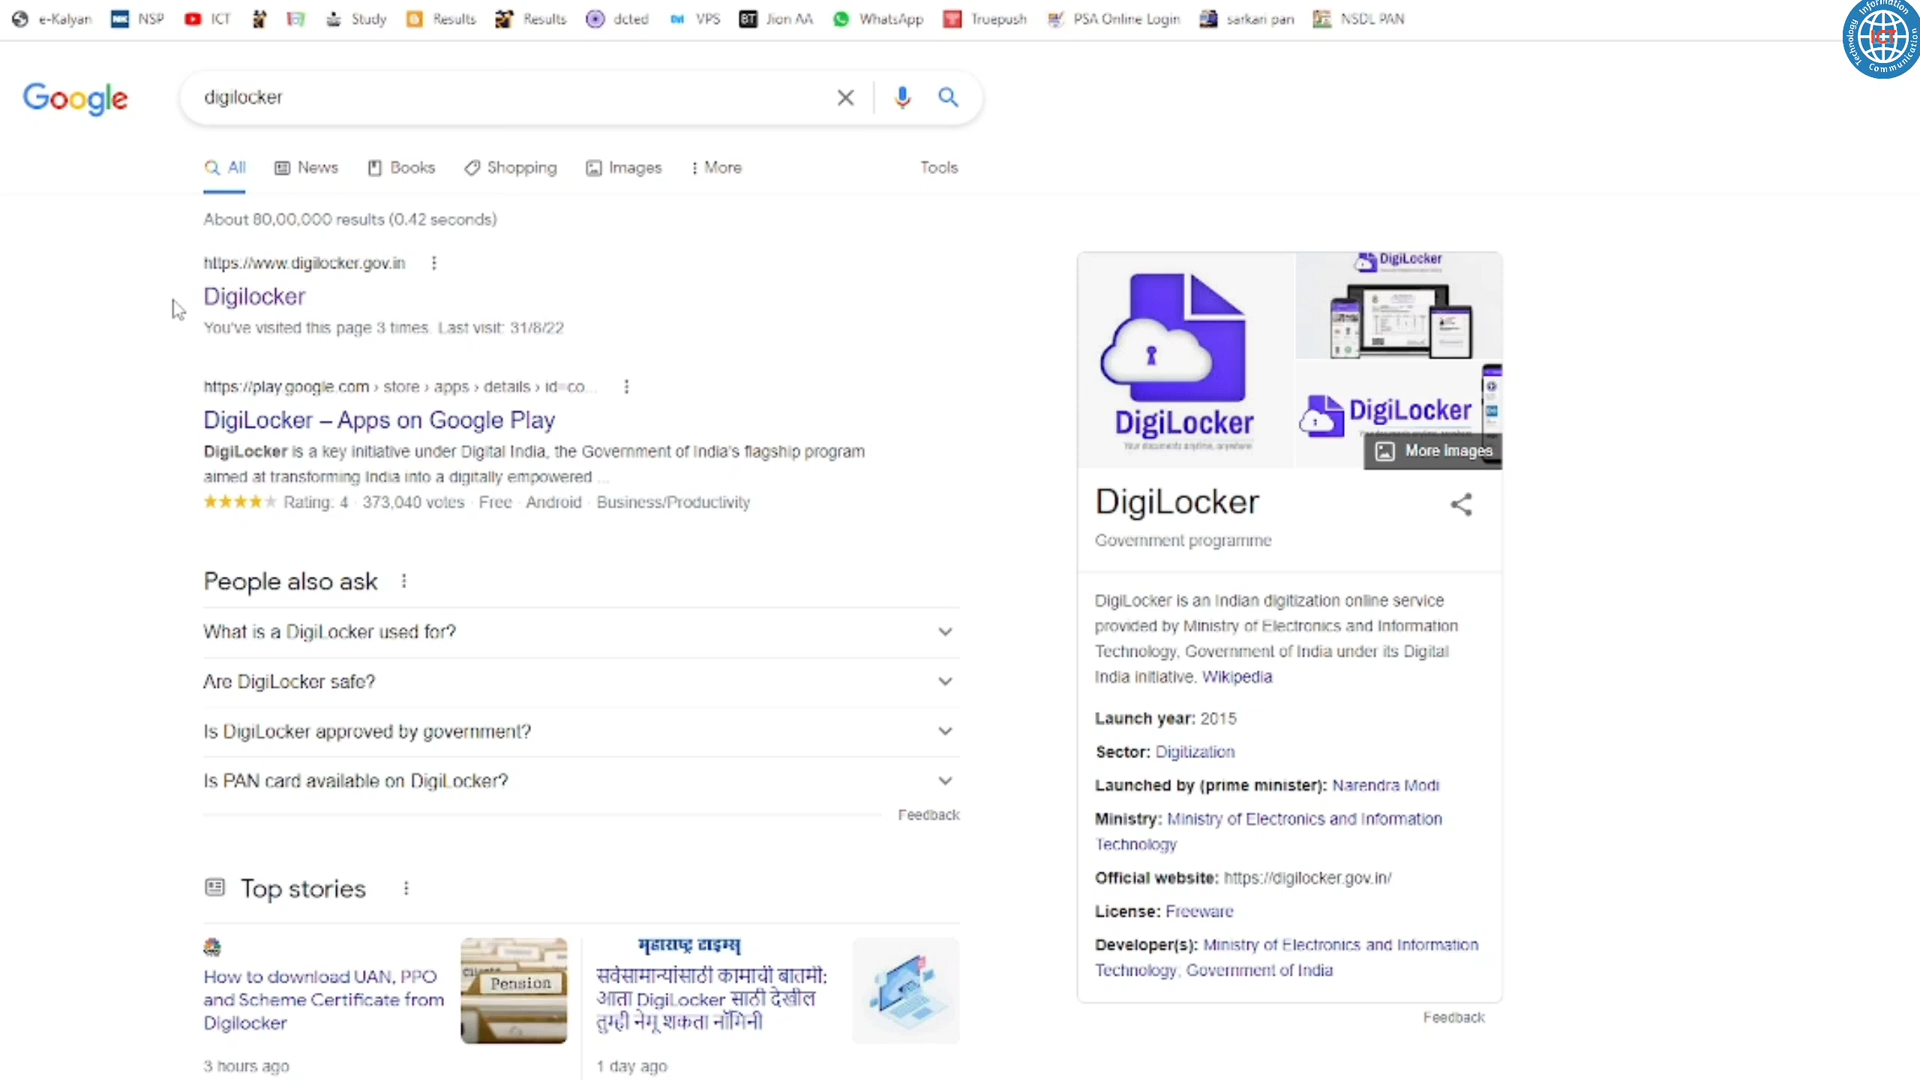 e-Kalyan NSP ICT Study Results Results dcted VPS Jion AA WhatsApp Truepush PSA Online Login sarkari pan NSDL PAN
Information Communication Technology
ICT
Google
digilocker
All News Books Shopping Images More Tools
About 80,00,000 results (0.42 seconds)
https://www.digilocker.gov.in
Digilocker
You've visited this page 3 times. Last visit: 31/8/22
https://play.google.com › store › apps › details › id=co...
DigiLocker – Apps on Google Play
DigiLocker is a key initiative under Digital India, the Government of India's flagship program
aimed at transforming India into a digitally empowered ...
Rating: 4 · 373,040 votes · Free · Android · Business/Productivity
People also ask
What is a DigiLocker used for?
Are DigiLocker safe?
Is DigiLocker approved by government?
Is PAN card available on DigiLocker?
Feedback
Top stories
How to download UAN, PPO
and Scheme Certificate from
Digilocker
3 hours ago
Pension
महाराष्ट्र टाइम्स
सर्वसामान्यांसाठी कामाची बातमी:
आता DigiLocker साठी देखील
तुम्ही नेमू शकता नॉमिनी
1 day ago
DigiLocker
Your documents anytime, anywhere
DigiLocker
DigiLocker
More Images
DigiLocker
Government programme
DigiLocker is an Indian digitization online service
provided by Ministry of Electronics and Information
Technology, Government of India under its Digital
India initiative. Wikipedia
Launch year: 2015
Sector: Digitization
Launched by (prime minister): Narendra Modi
Ministry: Ministry of Electronics and Information
Technology
Official website: https://digilocker.gov.in/
License: Freeware
Developer(s): Ministry of Electronics and Information
Technology, Government of India
Feedback